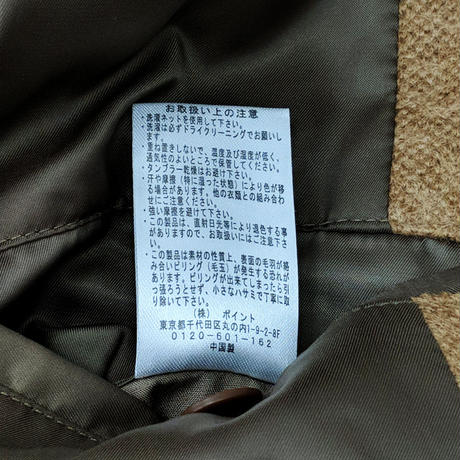 お取扱い上の注意
・洗濯ネットを使用して下さい。
・洗濯は必ずドライクリーニングでお願いし
ます。
・重ね置きしないで、温度及び湿度が低く、
通気性のよいところで保管してください。
・タンブラー乾燥はお避け下さい。
・汗や摩擦（特に湿った状態）により色が移
る場合があります。他の衣類との組み合わ
せにご注意ください。
・強い摩擦を避けて下さい。
・この製品は、直射日光等により退色する事
がありますので、お取扱いにはご注意下さ
い。
・この製品は素材の性質上、表面の毛羽が絡
み合いピリング（毛玉）が発生する恐れが
あります。ピリングが出来てしまったら引
っ張ろうとせず、小さなハサミで丁寧に取
り除いて下さい。
（株） ポイント
東京都千代田区丸の内1-9-2-8F
0120-601-162
中国製